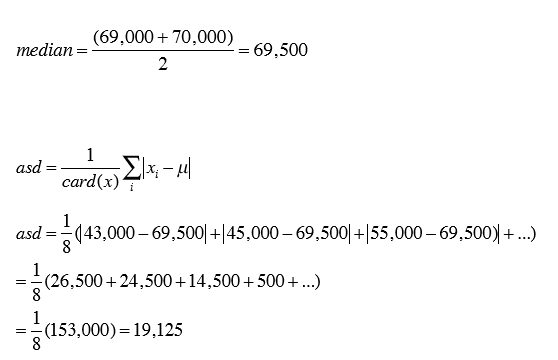 median = (69,000 + 70,000) / 2 = 69,500
asd = 1 / card(x) ∑i |xi − μ|
asd = 1/8 (|43,000 − 69,500| + |45,000 − 69,500| + |55,000 − 69,500)| + ...)
= 1/8 (26,500 + 24,500 + 14,500 + 500 + ...)
= 1/8 (153,000) = 19,125